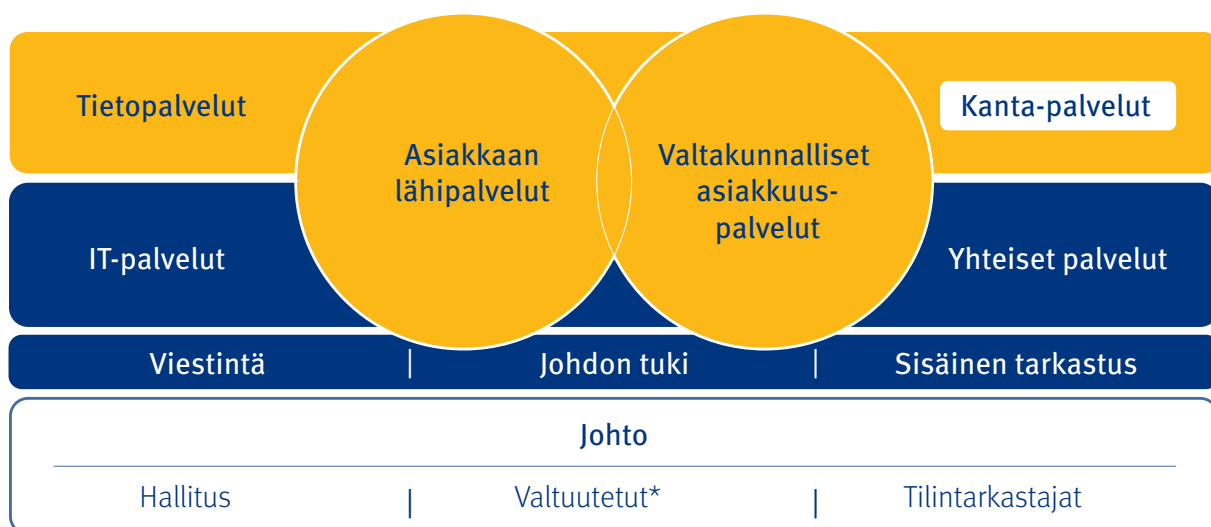 Tietopalvelut
Kanta-palvelut
Asiakkaan
lähipalvelut
Valtakunnalliset
asiakkuus-
palvelut
IT-palvelut
Yhteiset palvelut
Viestintä | Johdon tuki | Sisäinen tarkastus
Johto
Hallitus | Valtuutetut* | Tilintarkastajat